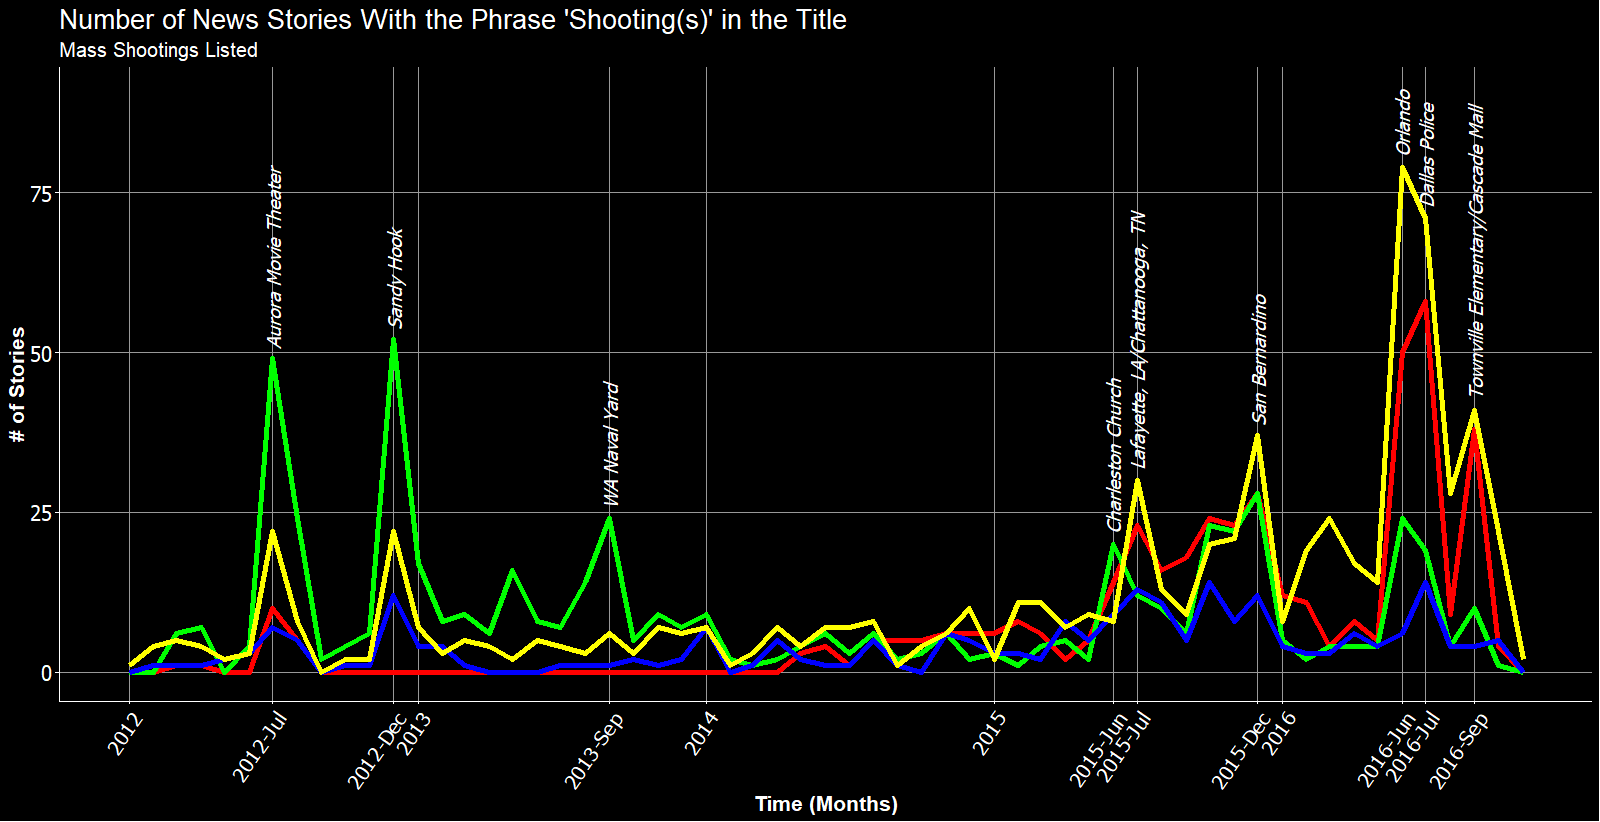 Number of News Stories With the Phrase 'Shooting(s)' in the Title
Mass Shootings Listed
# of Stories
75
50
25
0
Aurora Movie Theater
Sandy Hook
WA Naval Yard
Charleston Church
Lafayette, LA/Chattanooga, TN
San Bernardino
Orlando
Dallas Police
Townville Elementary/Cascade Mall
2012
2012-Jul
2012-Dec
2013
2013-Sep
2014
2015
2015-Jun
2015-Jul
2015-Dec
2016
2016-Jun
2016-Jul
2016-Sep
Time (Months)